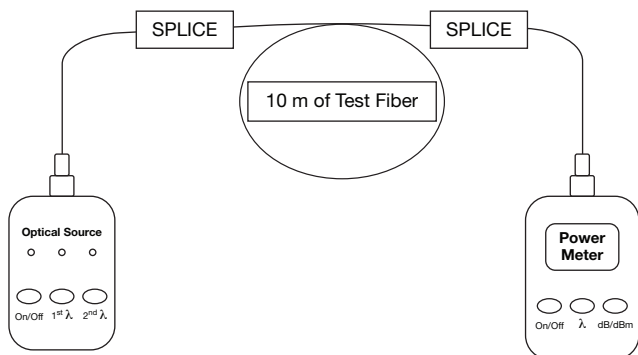 SPLICE
SPLICE
10 m of Test Fiber
Optical Source
On/Off 1st λ 2nd λ
Power
Meter
On/Off λ dB/dBm